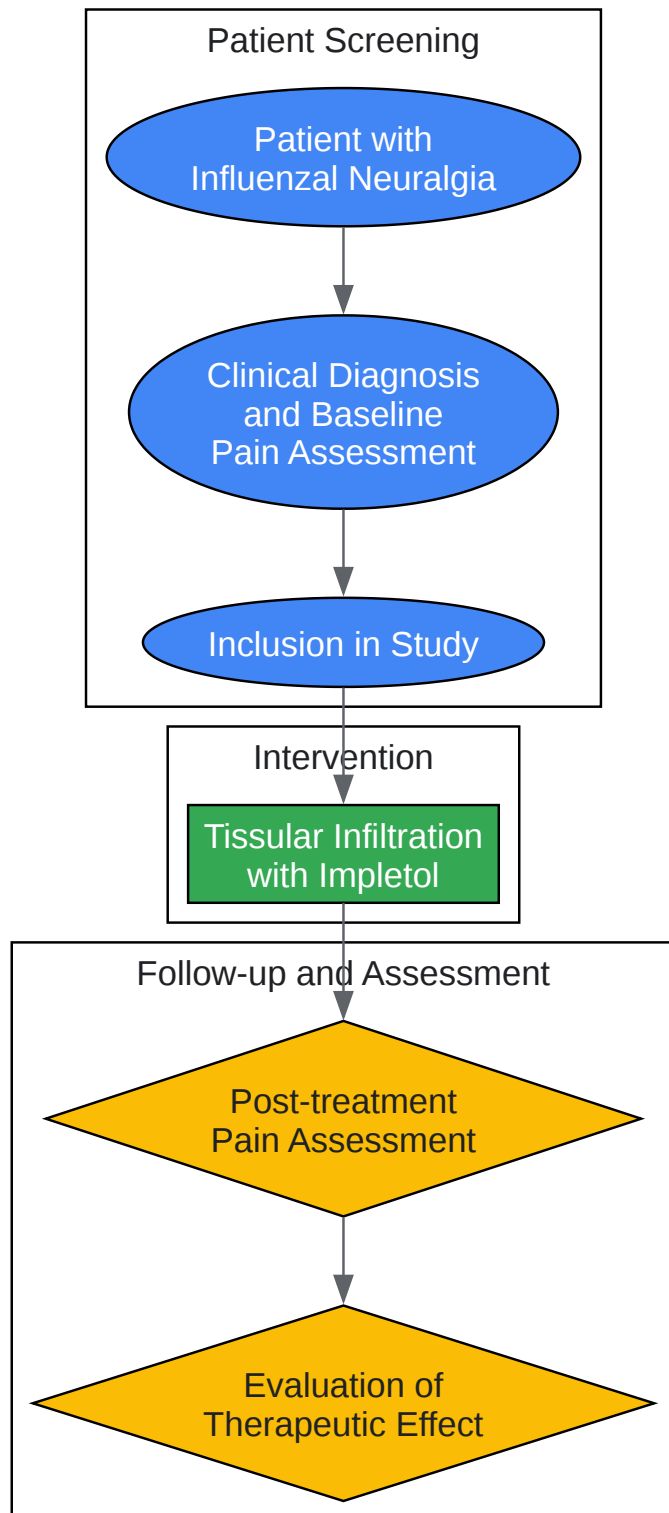 Patient Screening
Patient with
Influenzal Neuralgia
Clinical Diagnosis
and Baseline
Pain Assessment
Inclusion in Study
Intervention
Tissular Infiltration
with Impletol
Follow-up and Assessment
Post-treatment
Pain Assessment
Evaluation of
Therapeutic Effect